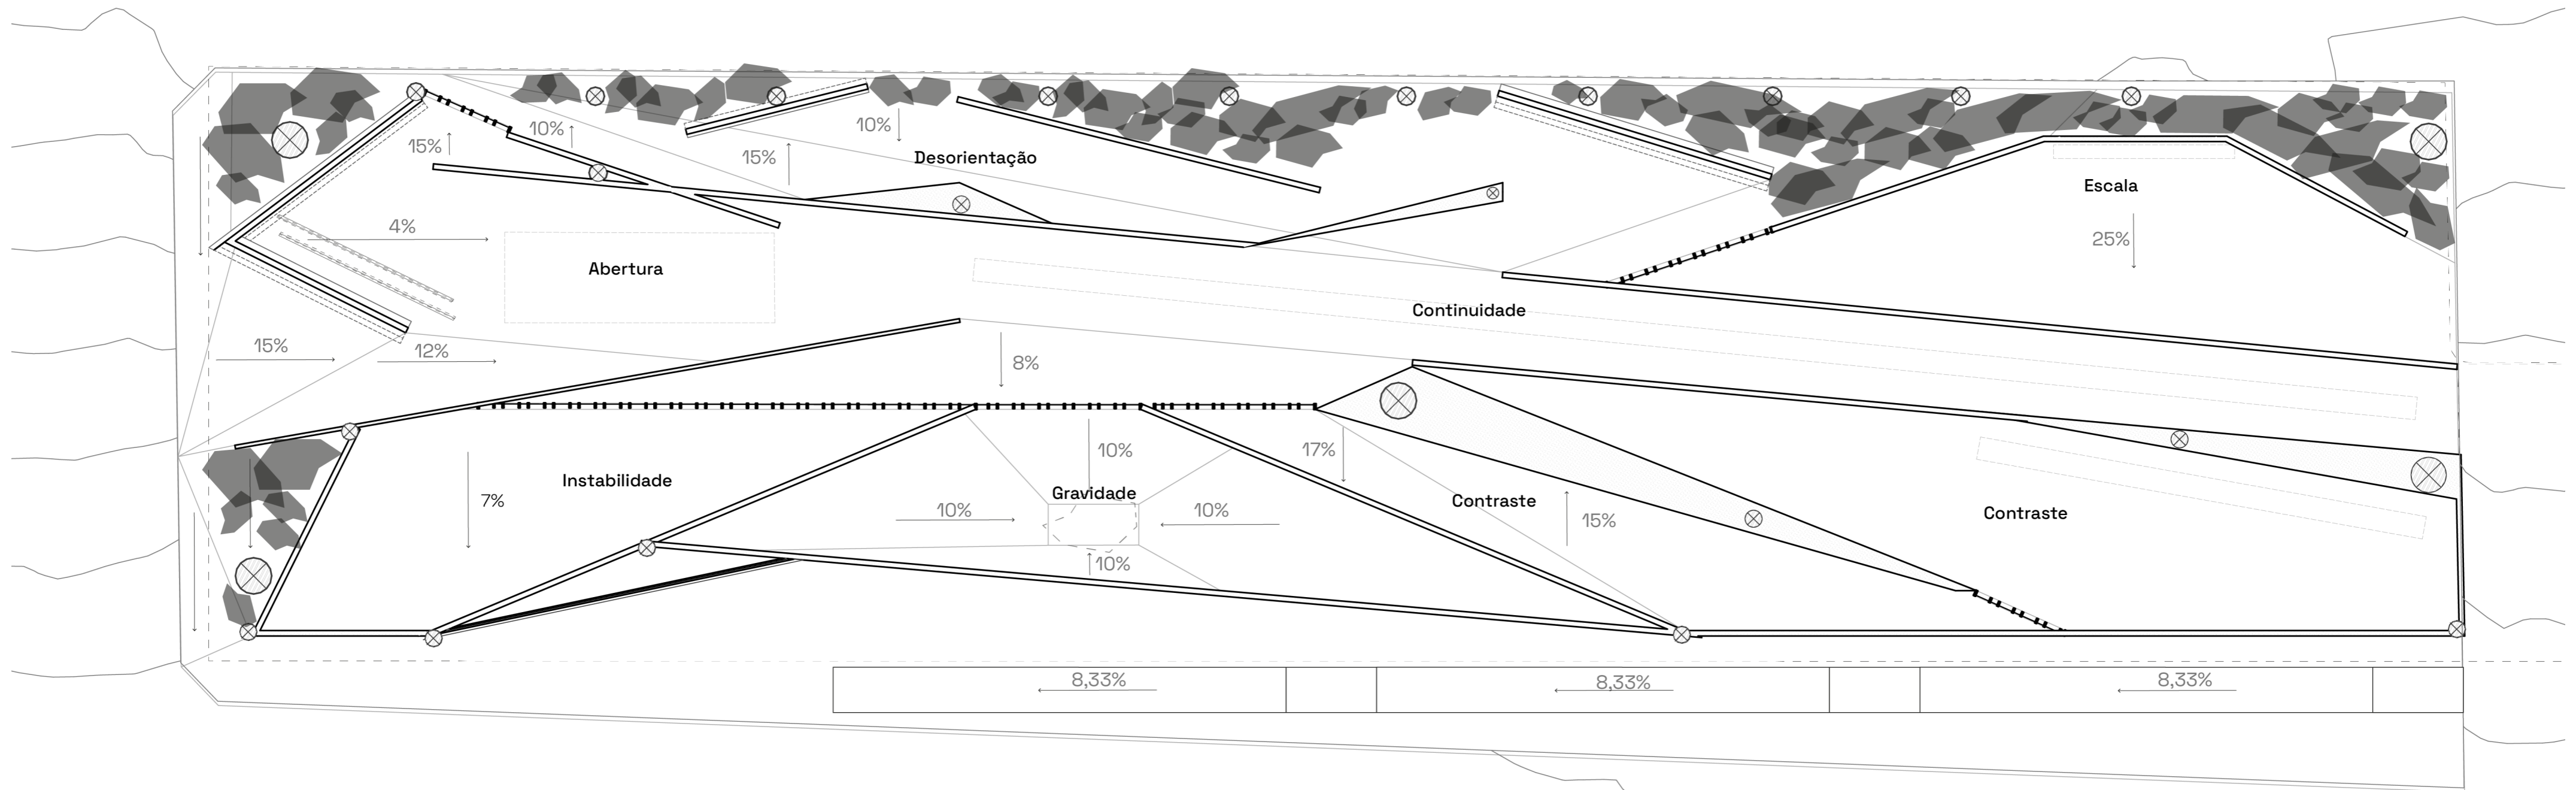 15%
10%
10%
15%
Desorientação
Escala
4%
25%
Abertura
Continuidade
15%
12%
8%
10%
17%
Instabilidade
7%
Gravidade
Contraste
Contraste
10%
10%
15%
10%
8,33%
8,33%
8,33%